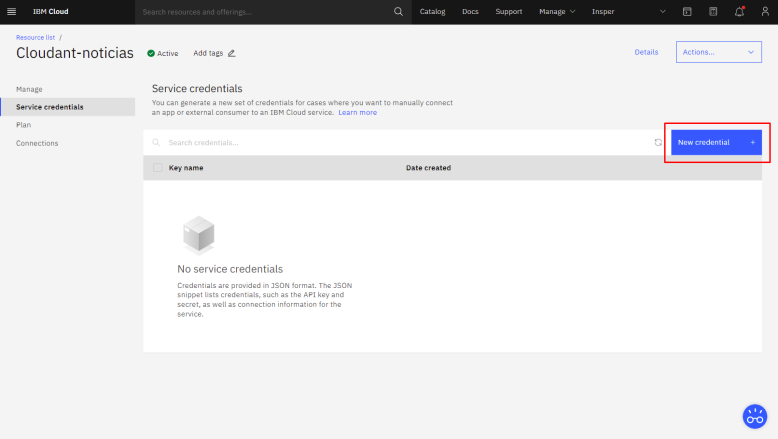 IBM Cloud
Search resources and offerings...
Catalog
Docs
Support
Manage
Insper
Resource list /
Cloudant-noticias
Active
Add tags
Details
Actions...
Manage
Service credentials
Plan
Connections
Service credentials
You can generate a new set of credentials for cases where you want to manually connect
an app or external consumer to an IBM Cloud service. Learn more
Search credentials...
New credential +
Key name
Date created
No service credentials
Credentials are provided in JSON format. The JSON
snippet lists credentials, such as the API key and
secret, as well as connection information for the
service.